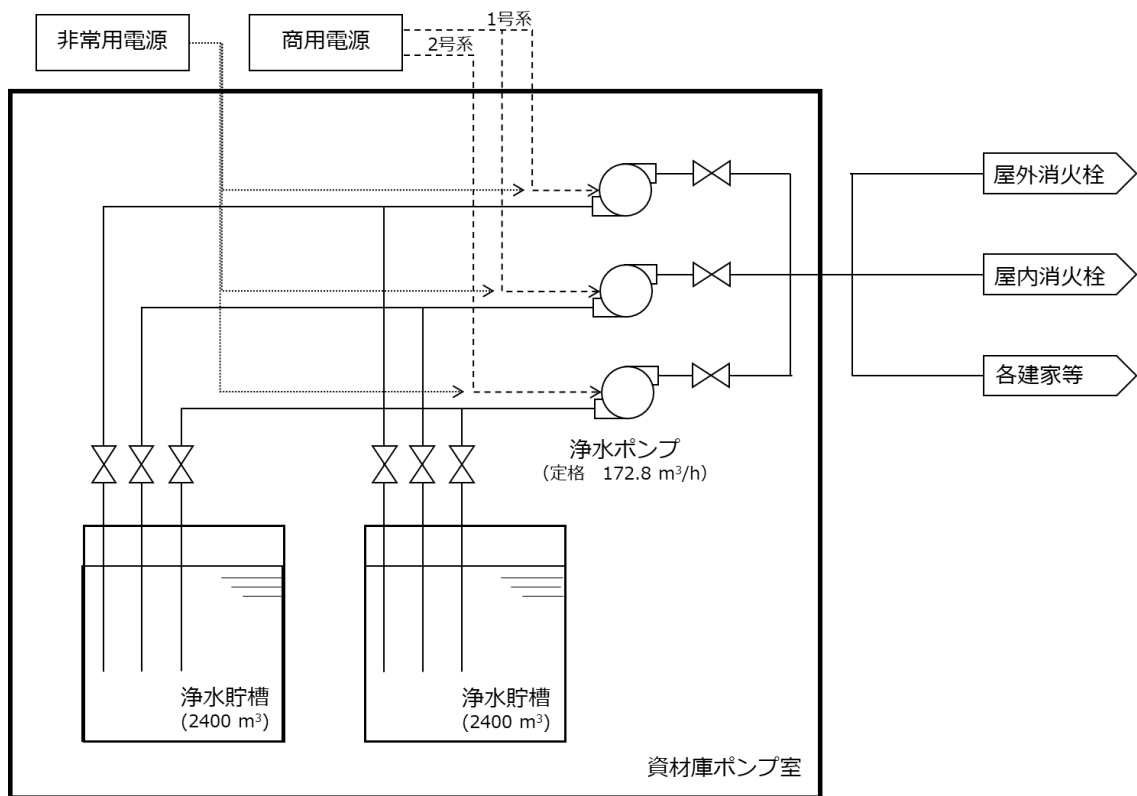 非常用電源
商用電源
1号系
2号系
屋外消火栓
屋内消火栓
各建家等
浄水ポンプ
(定格　172.8 m³/h)
浄水貯槽
(2400 m³)
浄水貯槽
(2400 m³)
資材庫ポンプ室